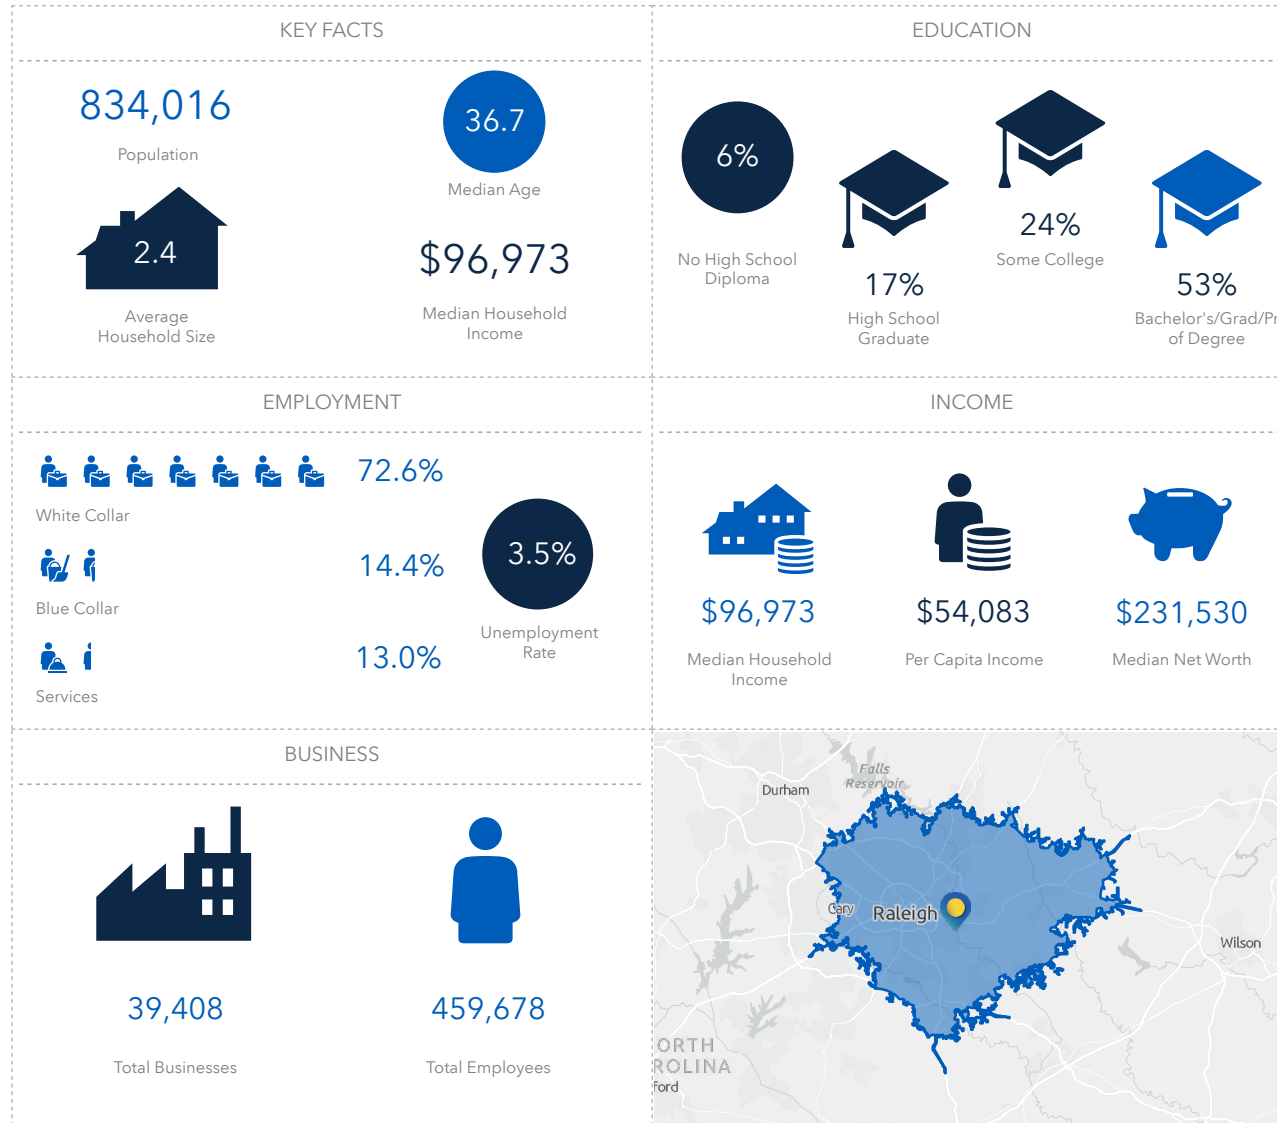 KEY FACTS
834,016
Population
36.7
Median Age
2.4
Average
Household Size
$96,973
Median Household
Income
EDUCATION
6%
No High School
Diploma
17%
High School
Graduate
24%
Some College
53%
Bachelor's/Grad/Pr
of Degree
EMPLOYMENT
72.6%
White Collar
14.4%
Blue Collar
13.0%
Services
3.5%
Unemployment
Rate
INCOME
$96,973
Median Household
Income
$54,083
Per Capita Income
$231,530
Median Net Worth
BUSINESS
39,408
Total Businesses
459,678
Total Employees
Falls
Reservoir
Durham
Cary
Raleigh
Wilson
ORTH
ROLINA
ford